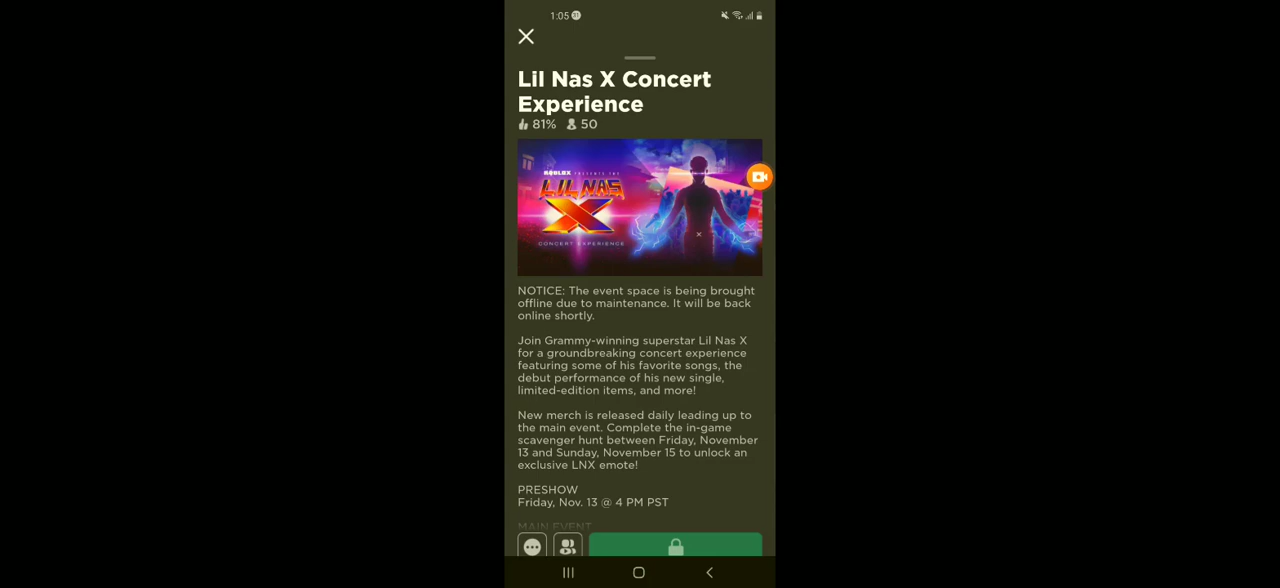 1:05
Lil Nas X Concert
Experience
81% 50
ROBLOX PRESENTS THE
LIL NAS
X
CONCERT EXPERIENCE
NOTICE: The event space is being brought
offline due to maintenance. It will be back
online shortly.
Join Grammy-winning superstar Lil Nas X
for a groundbreaking concert experience
featuring some of his favorite songs, the
debut performance of his new single,
limited-edition items, and more!
New merch is released daily leading up to
the main event. Complete the in-game
scavenger hunt between Friday, November
13 and Sunday, November 15 to unlock an
exclusive LNX emote!
PRESHOW
Friday, Nov. 13 @ 4 PM PST
MAIN EVENT